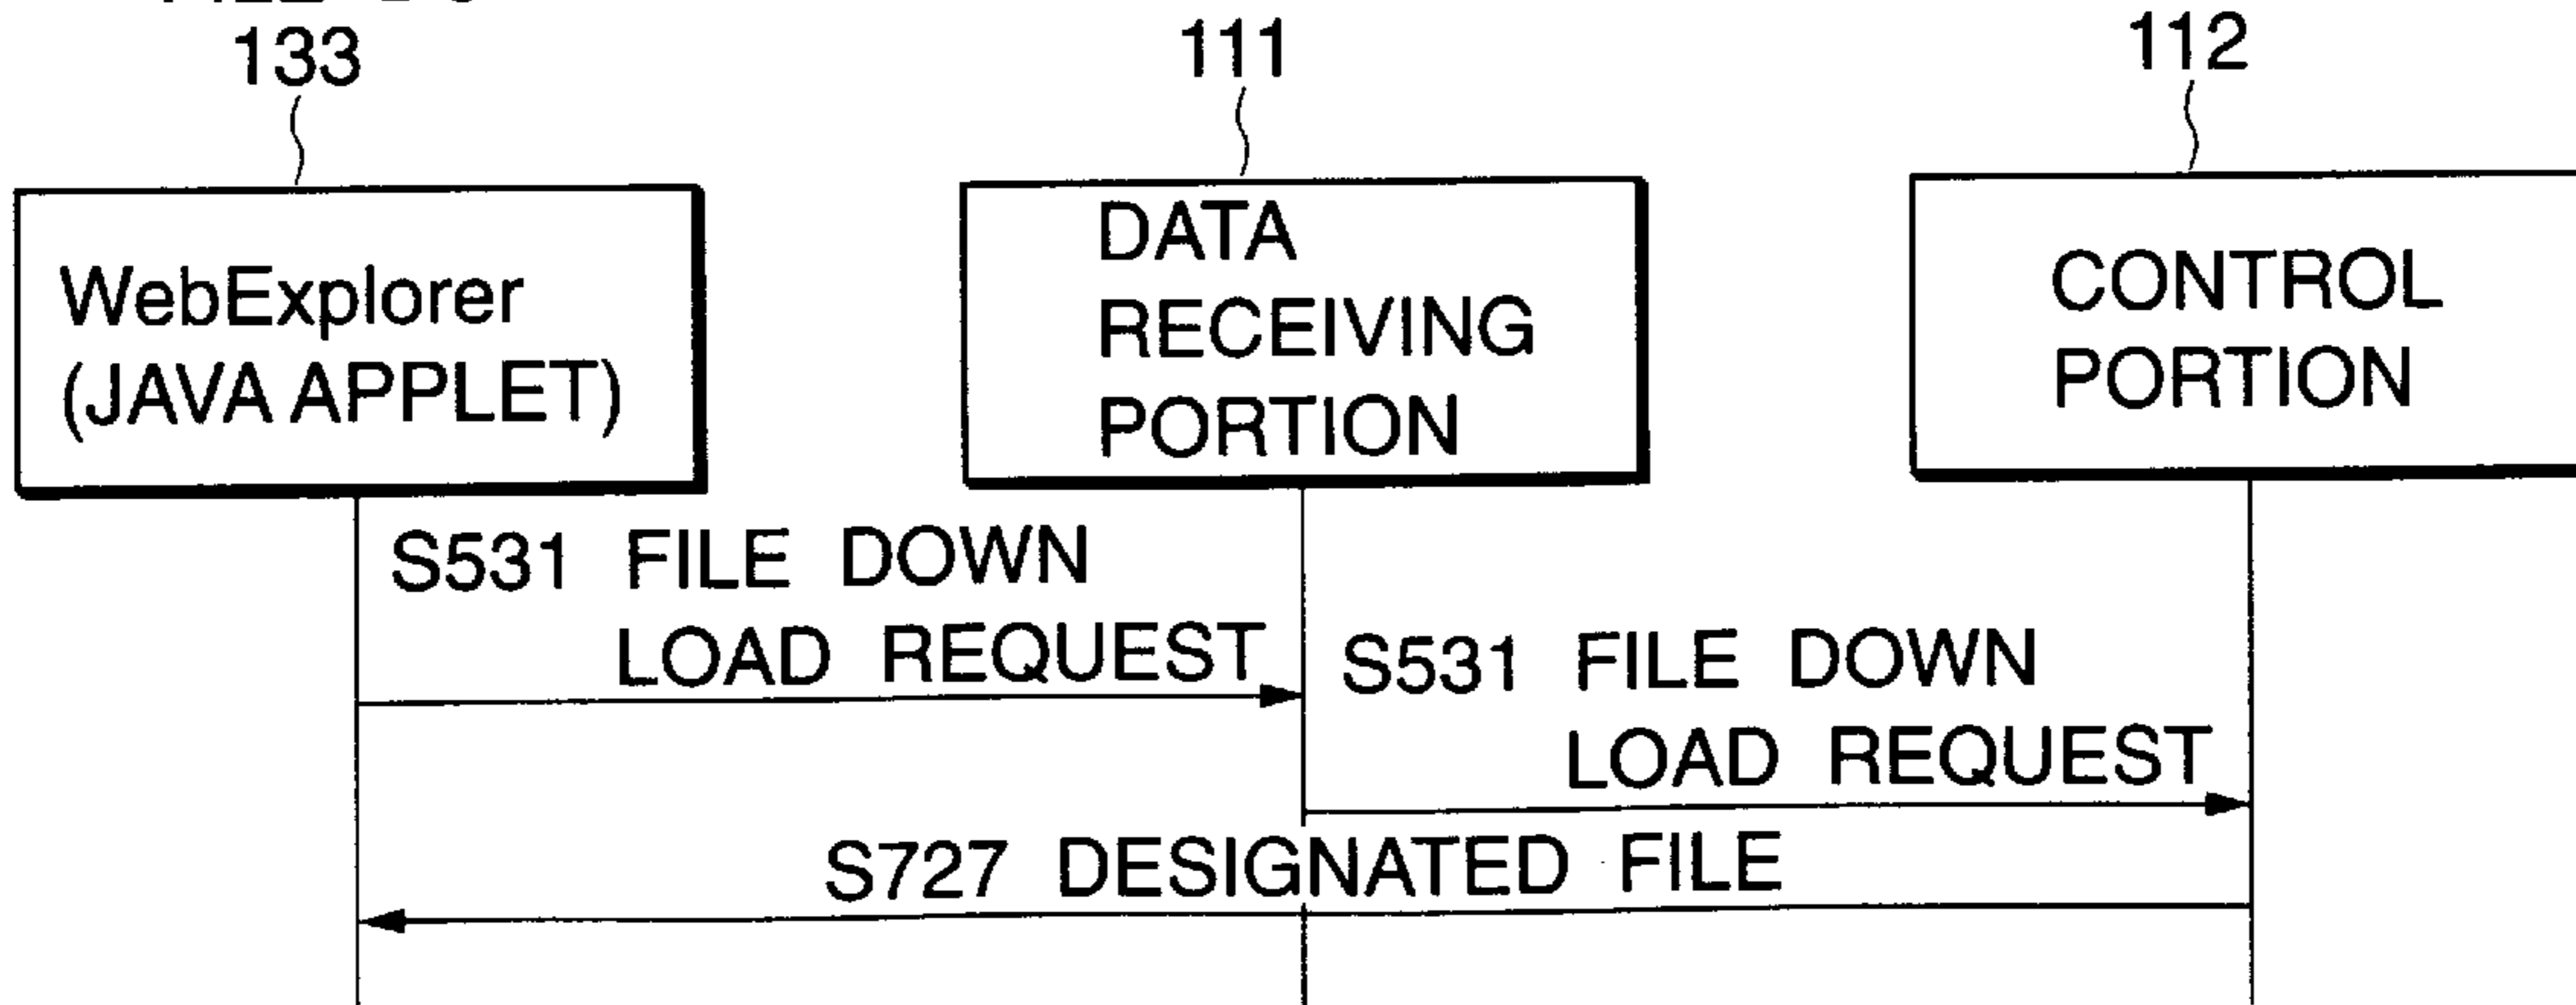 133
111
112
WebExplorer
(JAVA APPLET)
DATA
RECEIVING
PORTION
CONTROL
PORTION
S531 FILE DOWN
LOAD REQUEST
S531 FILE DOWN
LOAD REQUEST
S727 DESIGNATED FILE